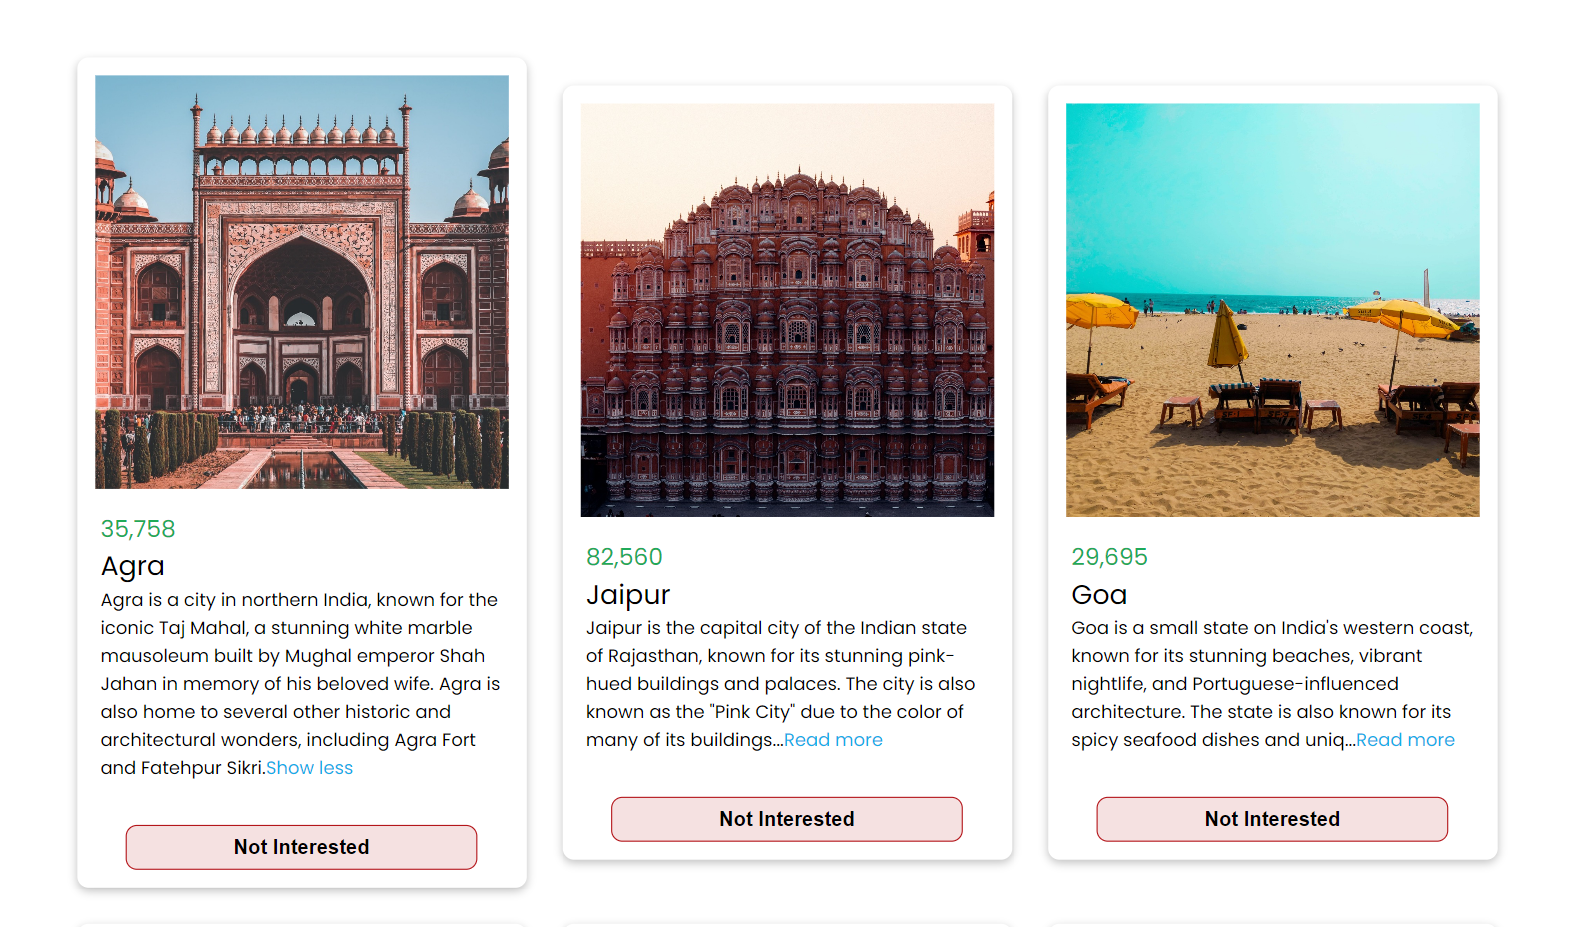 35,758
Agra
Agra is a city in northern India, known for the
iconic Taj Mahal, a stunning white marble
mausoleum built by Mughal emperor Shah
Jahan in memory of his beloved wife. Agra is
also home to several other historic and
architectural wonders, including Agra Fort
and Fatehpur Sikri.Show less
Not Interested
82,560
Jaipur
Jaipur is the capital city of the Indian state
of Rajasthan, known for its stunning pink-
hued buildings and palaces. The city is also
known as the "Pink City" due to the color of
many of its buildings...Read more
Not Interested
29,695
Goa
Goa is a small state on India's western coast,
known for its stunning beaches, vibrant
nightlife, and Portuguese-influenced
architecture. The state is also known for its
spicy seafood dishes and uniq...Read more
Not Interested